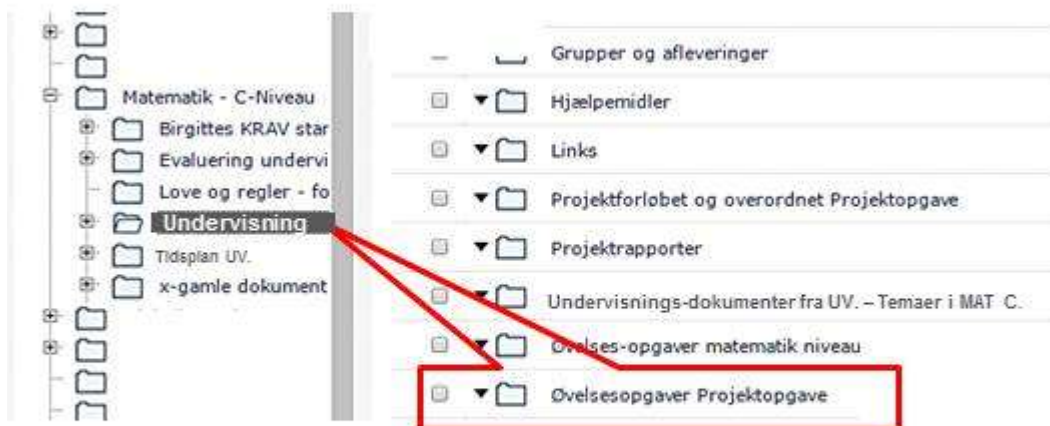 Matematik - C-Niveau
Birgittes KRAV star
Evaluering undervi
Love og regler - fo
Undervisning
Tidsplan UV.
x-gamle dokument
Grupper og afleveringer
Hjælpemidler
Links
Projektforløbet og overordnet Projektopgave
Projektrapporter
Undervisnings-dokumenter fra UV. – Temaer i MAT C.
Øvelses-opgaver matematik niveau
Øvelsesopgaver Projektopgave